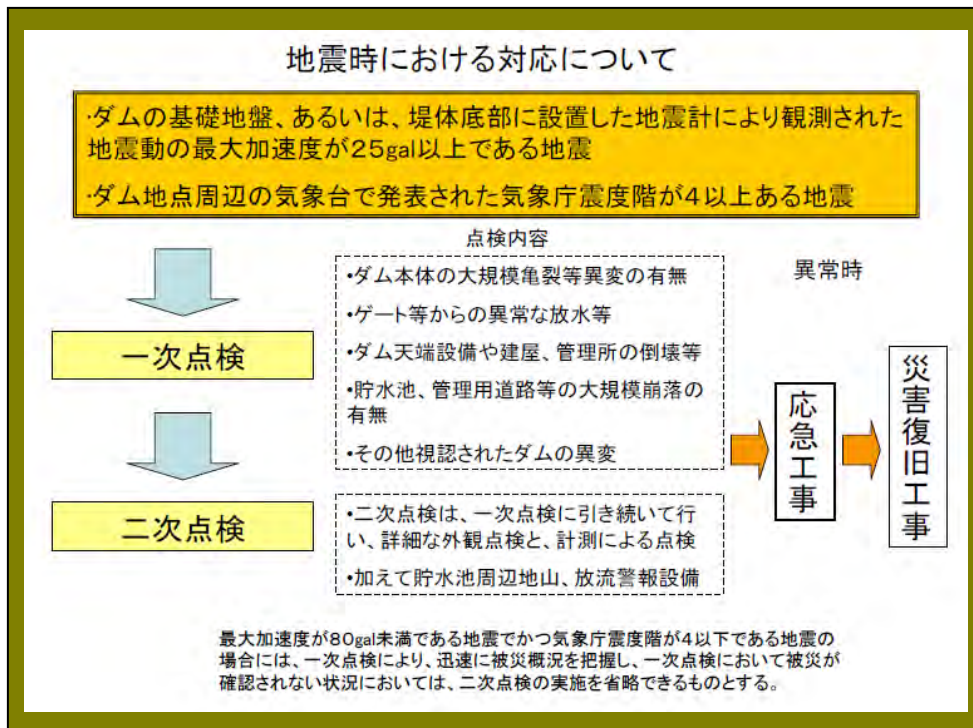 地震時における対応について
·ダムの基礎地盤、あるいは、堤体底部に設置した地震計により観測された
地震動の最大加速度が25gal以上である地震
·ダム地点周辺の気象台で発表された気象庁震度階が4以上ある地震
点検内容
異常時
一次点検
•ダム本体の大規模亀裂等異変の有無
•ゲート等からの異常な放水等
•ダム天端設備や建屋、管理所の倒壊等
•貯水池、管理用道路等の大規模崩落の
有無
•その他視認されたダムの異変
二次点検
•二次点検は、一次点検に引き続いて行
い、詳細な外観点検と、計測による点検
•加えて貯水池周辺地山、放流警報設備
応急工事
災害復旧工事
最大加速度が80gal未満である地震でかつ気象庁震度階が4以下である地震の
場合には、一次点検により、迅速に被災概況を把握し、一次点検において被災が
確認されない状況においては、二次点検の実施を省略できるものとする。